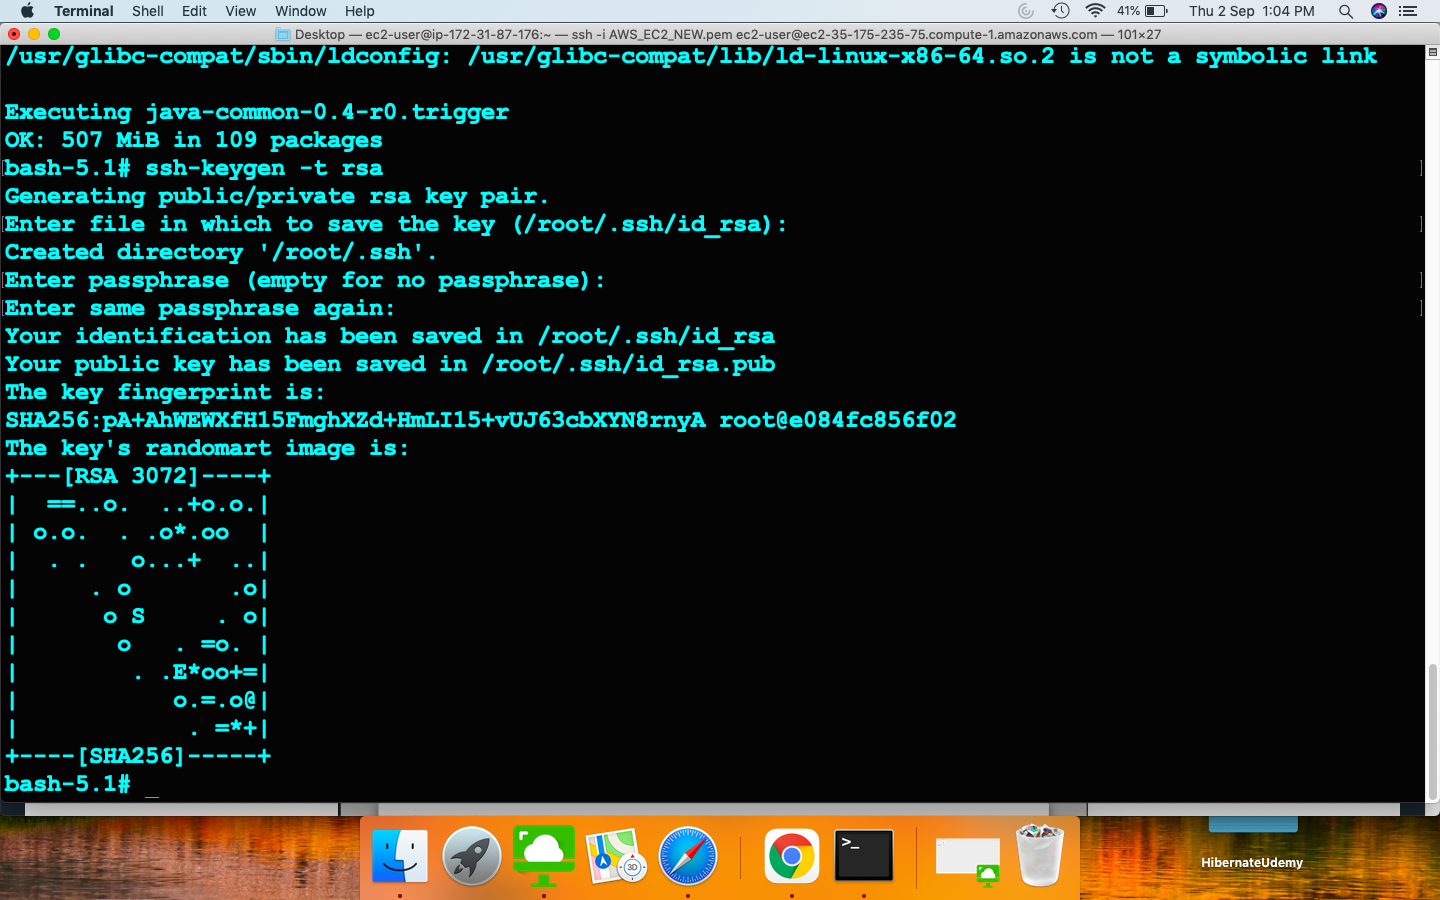 Terminal Shell Edit View Window Help 41% Thu 2 Sep 1:04 PM
Desktop — ec2-user@ip-172-31-87-176:~ — ssh -i AWS_EC2_NEW.pem ec2-user@ec2-35-175-235-75.compute-1.amazonaws.com — 101×27
/usr/glibc-compat/sbin/ldconfig: /usr/glibc-compat/lib/ld-linux-x86-64.so.2 is not a symbolic link
Executing java-common-0.4-r0.trigger
OK: 507 MiB in 109 packages
bash-5.1# ssh-keygen -t rsa
Generating public/private rsa key pair.
Enter file in which to save the key (/root/.ssh/id_rsa):
Created directory '/root/.ssh'.
Enter passphrase (empty for no passphrase):
Enter same passphrase again:
Your identification has been saved in /root/.ssh/id_rsa
Your public key has been saved in /root/.ssh/id_rsa.pub
The key fingerprint is:
SHA256:pA+AhWEWXfH15FmghXZd+HmLI15+vUJ63cbXYN8rnyA root@e084fc856f02
The key's randomart image is:
+---[RSA 3072]----+
|  ==..o.  ..+o.o.|
| o.o.  . .o*.oo  |
|  . .   o...+  ..|
|     . o       .o|
|      o S     . o|
|       o   . =o. |
|        . .E*oo+=|
|          o.=.o@|
|           . =*+|
+----[SHA256]-----+
bash-5.1# _
3D
>_
HibernateUdemy